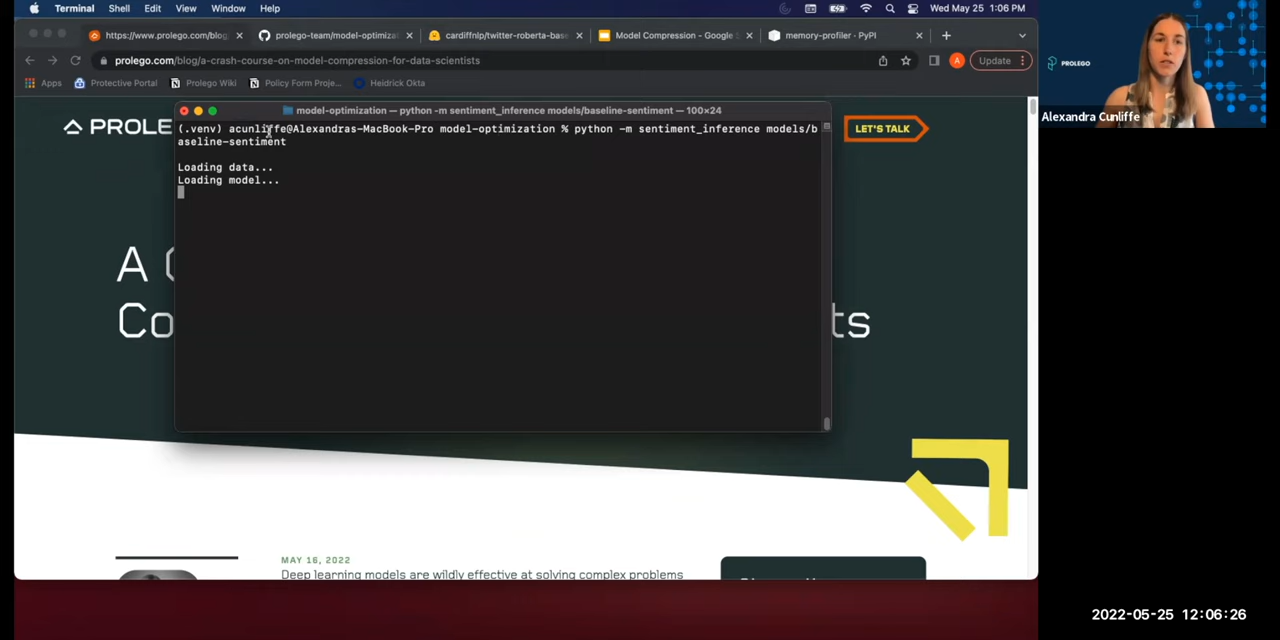 Terminal Shell Edit View Window Help Wed May 25 1:06 PM
https://www.prolego.com/blog prolego-team/model-optimiza cardiffnlp/twitter-roberta-base Model Compression - Google memory-profiler · PyPI
prolego.com/blog/a-crash-course-on-model-compression-for-data-scientists A Update
Apps Protective Portal Prolego Wiki Policy Form Proje... Heidrick Okta
PROLEGO
Alexandra Cunliffe
model-optimization — python -m sentiment_inference models/baseline-sentiment — 100×24
PROLE
LET'S TALK
(.venv) acunliffe@Alexandras-MacBook-Pro model-optimization % python -m sentiment_inference models/b
aseline-sentiment
Loading data...
Loading model...
A
Co ts
MAY 16, 2022
Deep learning models are wildly effective at solving complex problems
2022-05-25 12:06:26